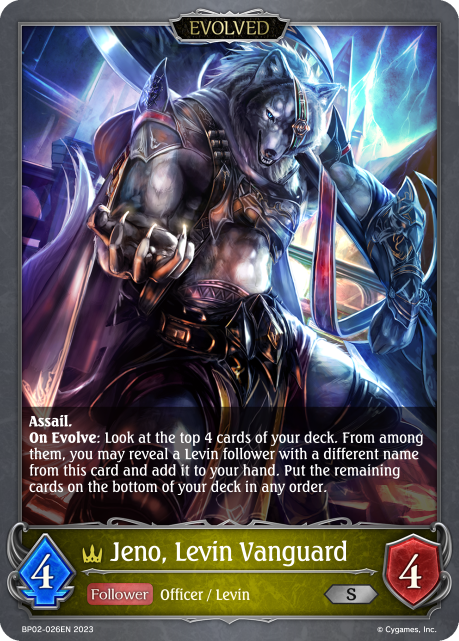 EVOLVED
Assail.
On Evolve: Look at the top 4 cards of your deck. From among
them, you may reveal a Levin follower with a different name
from this card and add it to your hand. Put the remaining
cards on the bottom of your deck in any order.
Jeno, Levin Vanguard
4
Follower Officer / Levin S
4
BP02-026EN 2023 © Cygames, Inc.